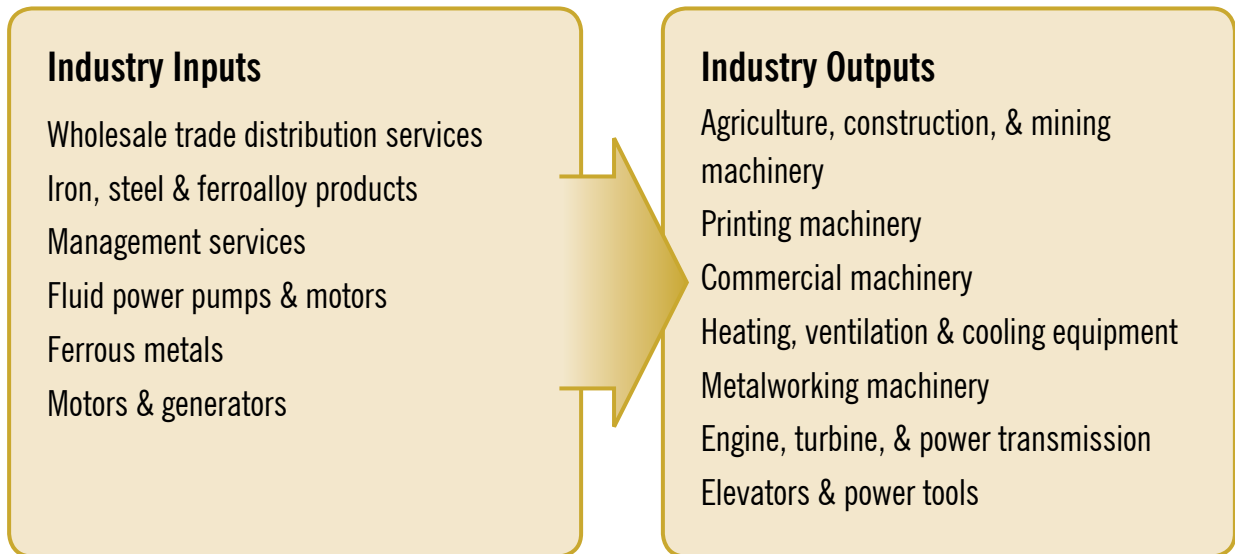 Industry Inputs
Wholesale trade distribution services
Iron, steel & ferroalloy products
Management services
Fluid power pumps & motors
Ferrous metals
Motors & generators
Industry Outputs
Agriculture, construction, & mining
machinery
Printing machinery
Commercial machinery
Heating, ventilation & cooling equipment
Metalworking machinery
Engine, turbine, & power transmission
Elevators & power tools